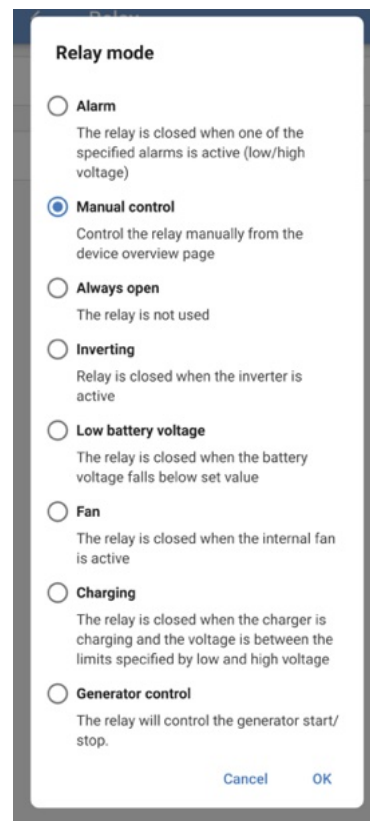 Relay mode
Alarm
The relay is closed when one of the
specified alarms is active (low/high
voltage)
Manual control
Control the relay manually from the
device overview page
Always open
The relay is not used
Inverting
Relay is closed when the inverter is
active
Low battery voltage
The relay is closed when the battery
voltage falls below set value
Fan
The relay is closed when the internal fan
is active
Charging
The relay is closed when the charger is
charging and the voltage is between the
limits specified by low and high voltage
Generator control
The relay will control the generator start/
stop.
Cancel OK